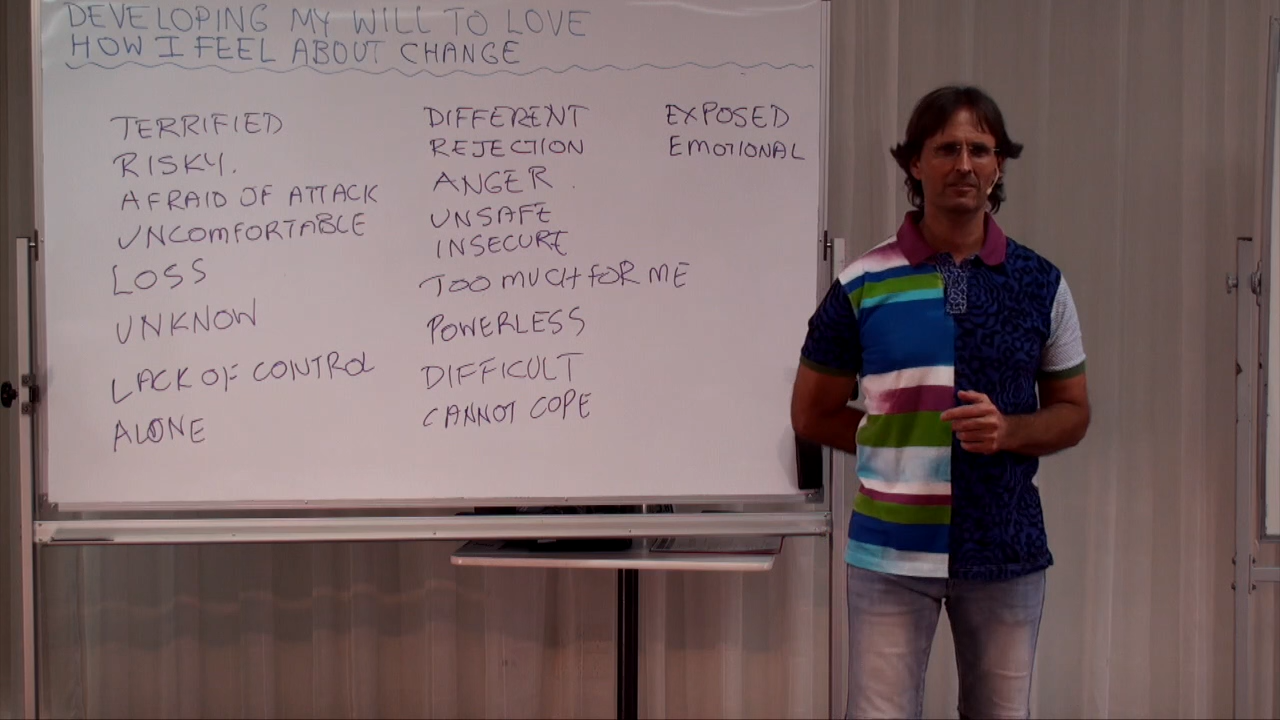 DEVELOPING MY WILL TO LOVE
HOW I FEEL ABOUT CHANGE
TERRIFIED
RISKY.
AFRAID OF ATTACK
UNCOMFORTABLE
LOSS
UNKNOW
LACK OF CONTROL
ALONE
DIFFERENT
REJECTION
ANGER
UNSAFE
INSECURE
TOO MUCH FOR ME
POWERLESS
DIFFICULT
CANNOT COPE
EXPOSED
EMOTIONAL